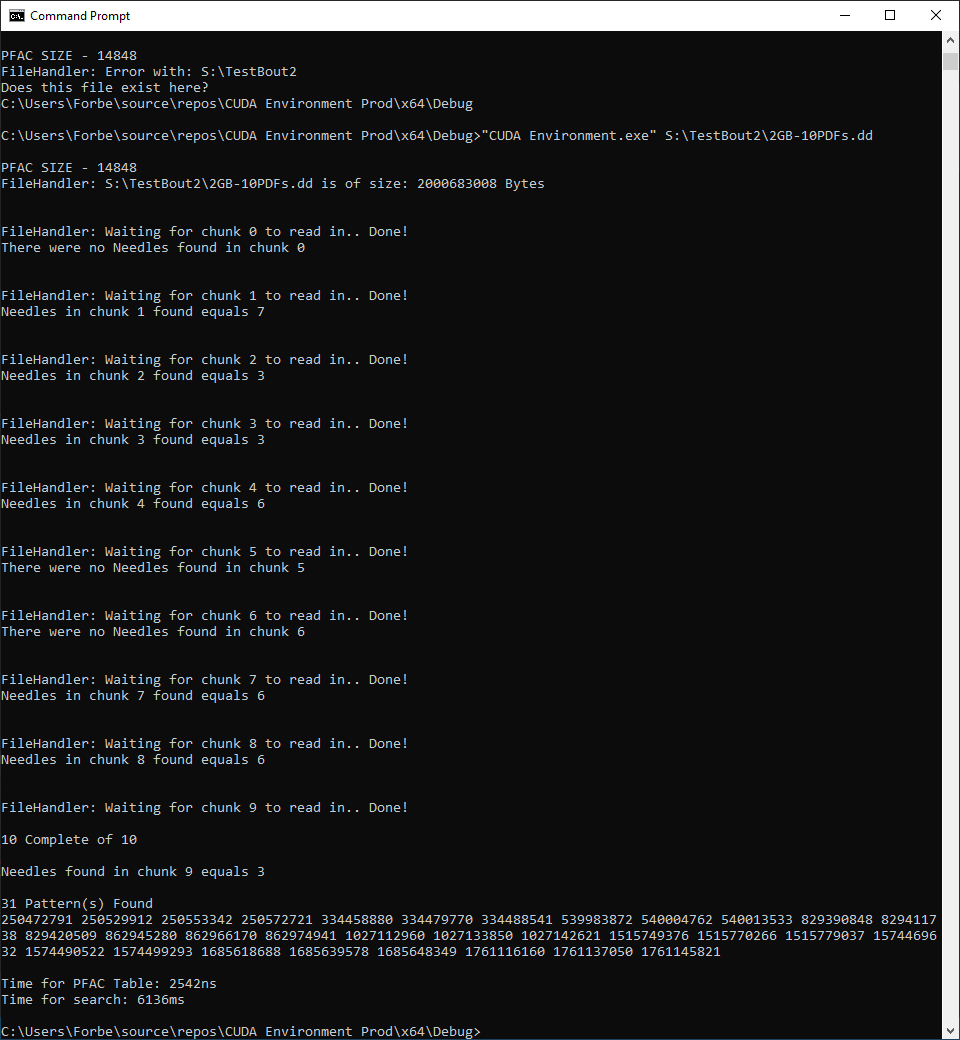 Command Prompt
PFAC SIZE - 14848
FileHandler: Error with: S:\TestBout2
Does this file exist here?
C:\Users\Forbe\source\repos\CUDA Environment Prod\x64\Debug
C:\Users\Forbe\source\repos\CUDA Environment Prod\x64\Debug>"CUDA Environment.exe" S:\TestBout2\2GB-10PDFs.dd
PFAC SIZE - 14848
FileHandler: S:\TestBout2\2GB-10PDFs.dd is of size: 2000683008 Bytes
FileHandler: Waiting for chunk 0 to read in.. Done!
There were no Needles found in chunk 0
FileHandler: Waiting for chunk 1 to read in.. Done!
Needles in chunk 1 found equals 7
FileHandler: Waiting for chunk 2 to read in.. Done!
Needles in chunk 2 found equals 3
FileHandler: Waiting for chunk 3 to read in.. Done!
Needles in chunk 3 found equals 3
FileHandler: Waiting for chunk 4 to read in.. Done!
Needles in chunk 4 found equals 6
FileHandler: Waiting for chunk 5 to read in.. Done!
There were no Needles found in chunk 5
FileHandler: Waiting for chunk 6 to read in.. Done!
There were no Needles found in chunk 6
FileHandler: Waiting for chunk 7 to read in.. Done!
Needles in chunk 7 found equals 6
FileHandler: Waiting for chunk 8 to read in.. Done!
Needles in chunk 8 found equals 6
FileHandler: Waiting for chunk 9 to read in.. Done!
10 Complete of 10
Needles found in chunk 9 equals 3
31 Pattern(s) Found
250472791 250529912 250553342 250572721 334458880 334479770 334488541 539983872 540004762 540013533 829390848 8294117
38 829420509 862945280 862966170 862974941 1027112960 1027133850 1027142621 1515749376 1515770266 1515779037 15744696
32 1574490522 1574499293 1685618688 1685639578 1685648349 1761116160 1761137050 1761145821
Time for PFAC Table: 2542ns
Time for search: 6136ms
C:\Users\Forbe\source\repos\CUDA Environment Prod\x64\Debug>